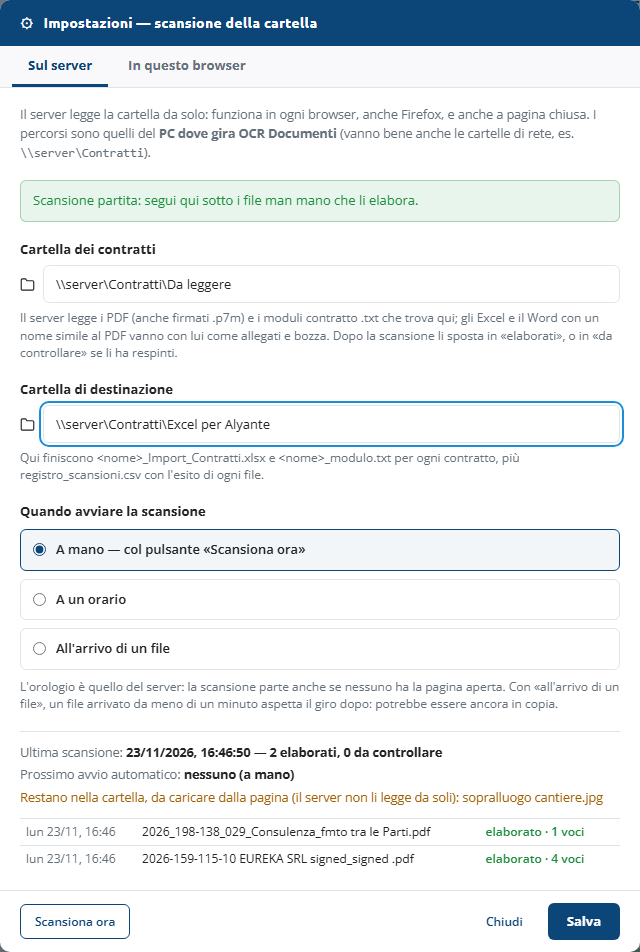 Impostazioni — scansione della cartella
Sul server
In questo browser
Il server legge la cartella da solo: funziona in ogni browser, anche Firefox, e anche a pagina chiusa. I
percorsi sono quelli del PC dove gira OCR Documenti (vanno bene anche le cartelle di rete, es.
\\server\Contratti).
Scansione partita: segui qui sotto i file man mano che li elabora.
Cartella dei contratti
\\server\Contratti\Da leggere
Il server legge i PDF (anche firmati .p7m) e i moduli contratto .txt che trova qui; gli Excel e il Word con un
nome simile al PDF vanno con lui come allegati e bozza. Dopo la scansione li sposta in «elaborati», o in «da
controllare» se li ha respinti.
Cartella di destinazione
\\server\Contratti\Excel per Alyante
Qui finiscono <nome>_Import_Contratti.xlsx e <nome>_modulo.txt per ogni contratto, più
registro_scansioni.csv con l'esito di ogni file.
Quando avviare la scansione
A mano — col pulsante «Scansiona ora»
A un orario
All'arrivo di un file
L'orologio è quello del server: la scansione parte anche se nessuno ha la pagina aperta. Con «all'arrivo di un
file», un file arrivato da meno di un minuto aspetta il giro dopo: potrebbe essere ancora in copia.
Ultima scansione: 23/11/2026, 16:46:50 — 2 elaborati, 0 da controllare
Prossimo avvio automatico: nessuno (a mano)
Restano nella cartella, da caricare dalla pagina (il server non li legge da soli): sopralluogo cantiere.jpg
lun 23/11, 16:46 2026_198-138_029_Consulenza_fmto tra le Parti.pdf elaborato · 1 voci
lun 23/11, 16:46 2026-159-115-10 EUREKA SRL signed_signed .pdf elaborato · 4 voci
Scansiona ora
Chiudi
Salva